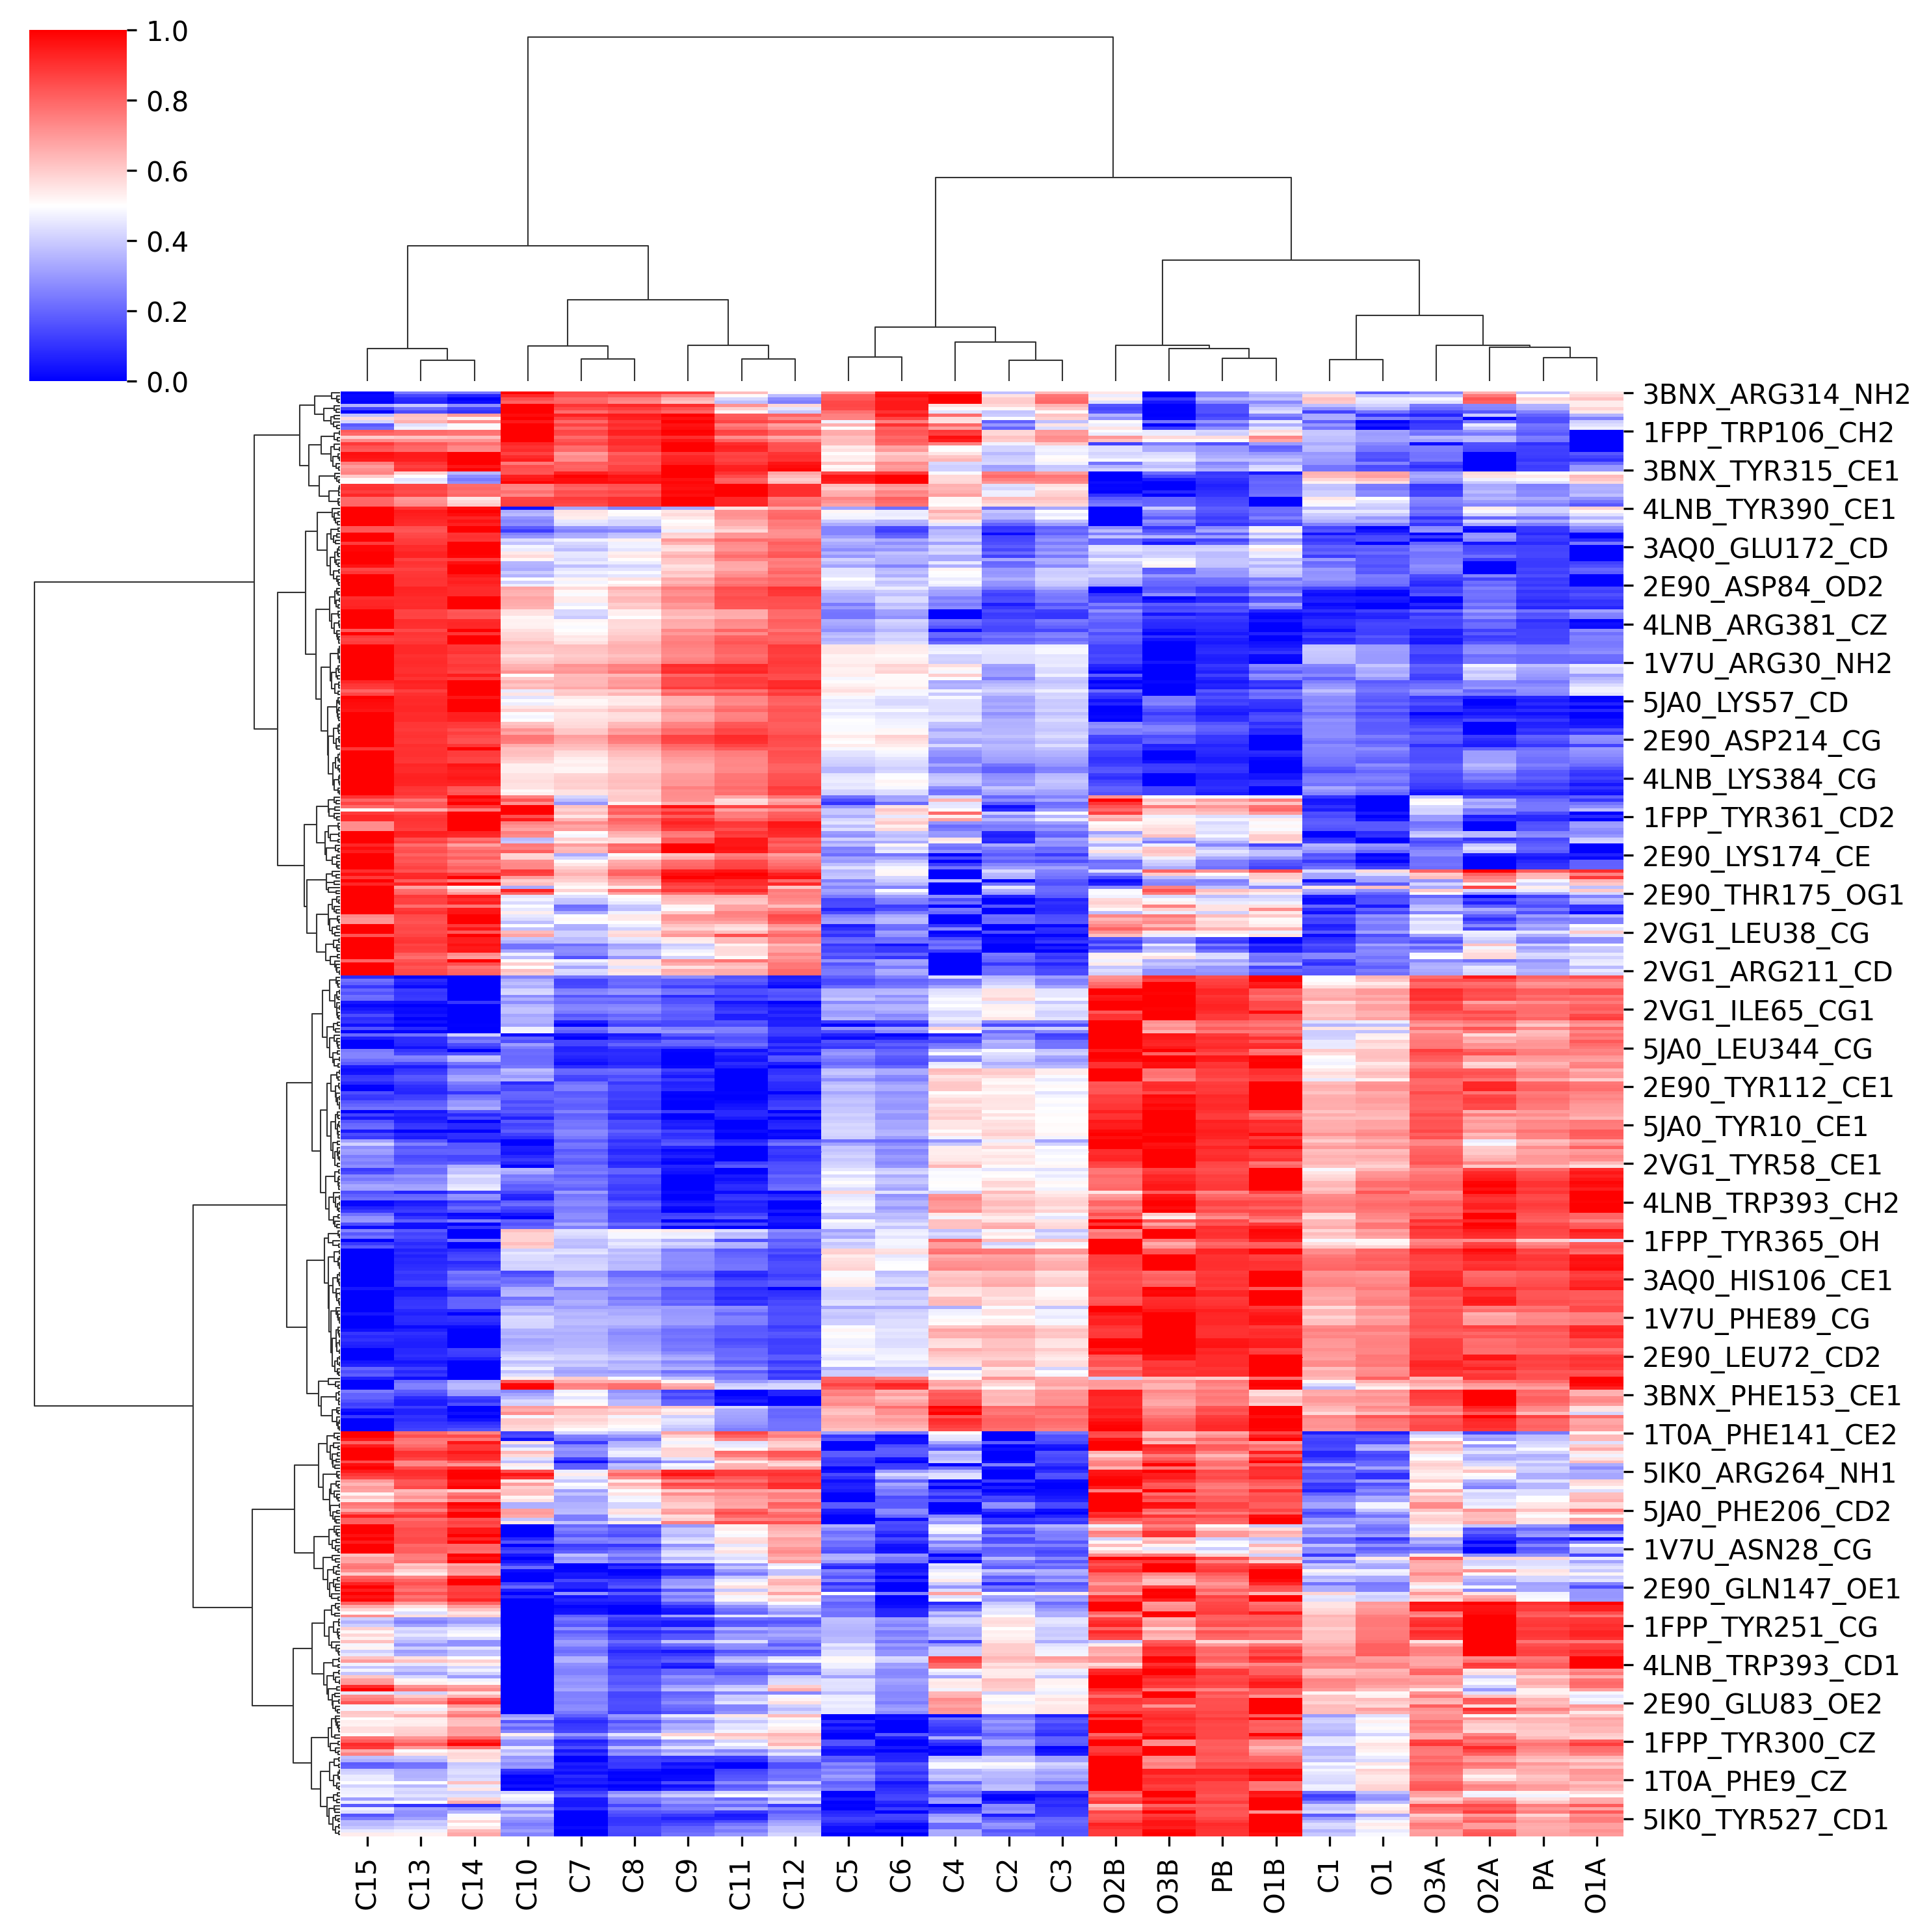 1.0
0.8
0.6
0.4
0.2
0.0
3BNX_ARG314_NH2
1FPP_TRP106_CH2
3BNX_TYR315_CE1
4LNB_TYR390_CE1
3AQ0_GLU172_CD
2E90_ASP84_OD2
4LNB_ARG381_CZ
1V7U_ARG30_NH2
5JA0_LYS57_CD
2E90_ASP214_CG
4LNB_LYS384_CG
1FPP_TYR361_CD2
2E90_LYS174_CE
2E90_THR175_OG1
2VG1_LEU38_CG
2VG1_ARG211_CD
2VG1_ILE65_CG1
5JA0_LEU344_CG
2E90_TYR112_CE1
5JA0_TYR10_CE1
2VG1_TYR58_CE1
4LNB_TRP393_CH2
1FPP_TYR365_OH
3AQ0_HIS106_CE1
1V7U_PHE89_CG
2E90_LEU72_CD2
3BNX_PHE153_CE1
1T0A_PHE141_CE2
5IK0_ARG264_NH1
5JA0_PHE206_CD2
1V7U_ASN28_CG
2E90_GLN147_OE1
1FPP_TYR251_CG
4LNB_TRP393_CD1
2E90_GLU83_OE2
1FPP_TYR300_CZ
1T0A_PHE9_CZ
5IK0_TYR527_CD1
C15
C13
C14
C10
C7
C8
C9
C11
C12
C5
C6
C4
C2
C3
O2B
O3B
PB
O1B
C1
O1
O3A
O2A
PA
O1A